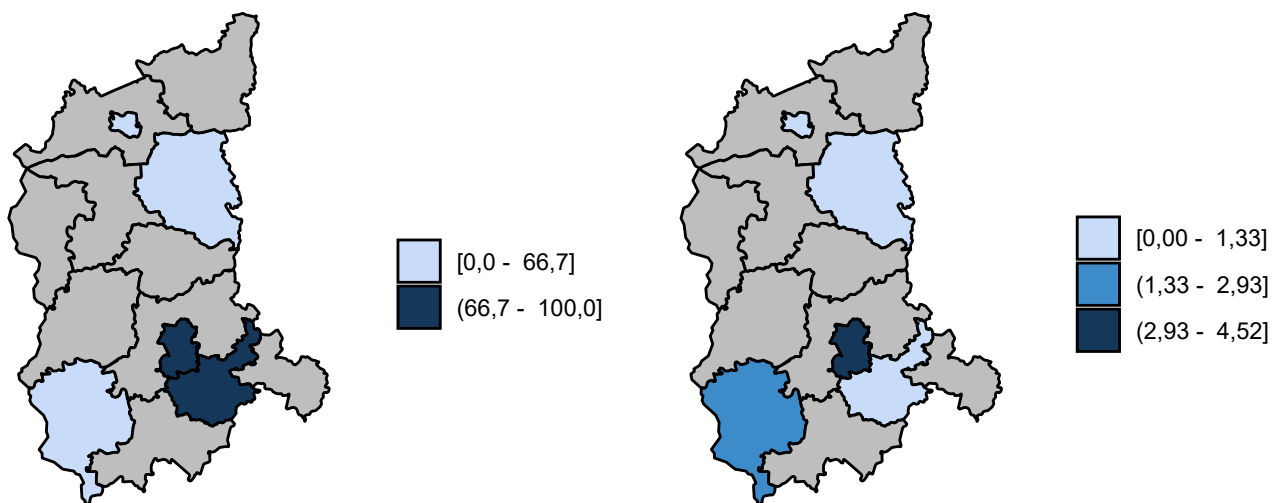 [0,0 - 66,7]
(66,7 - 100,0]
[0,00 - 1,33]
(1,33 - 2,93]
(2,93 - 4,52]